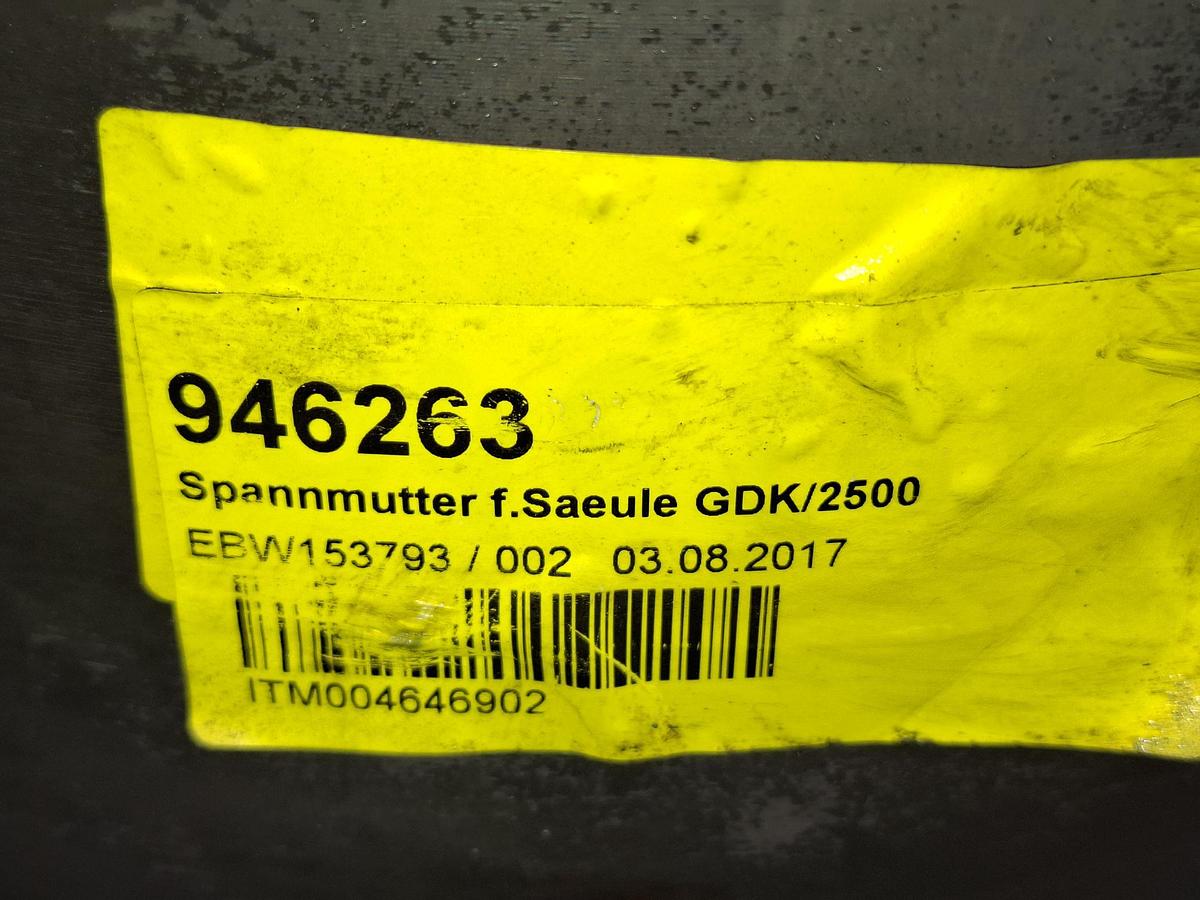 946263
Spannmutter f.Saeule GDK/2500
EBW153793 / 002 03.08.2017
ITM004646902